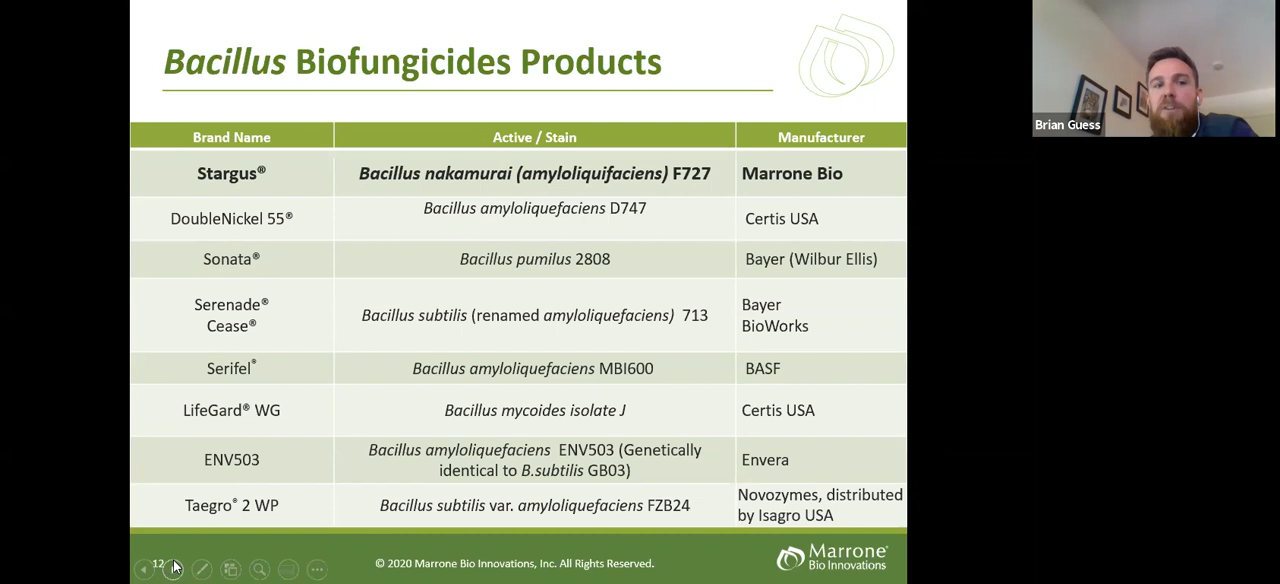 Bacillus Biofungicides Products
Brian Guess
Brand Name Active / Stain Manufacturer
Stargus® Bacillus nakamurai (amyloliquifaciens) F727 Marrone Bio
DoubleNickel 55® Bacillus amyloliquefaciens D747 Certis USA
Sonata® Bacillus pumilus 2808 Bayer (Wilbur Ellis)
Serenade®
Cease®
Bacillus subtilis (renamed amyloliquefaciens) 713
Bayer
BioWorks
Serifel® Bacillus amyloliquefaciens MBI600 BASF
LifeGard® WG Bacillus mycoides isolate J Certis USA
ENV503
Bacillus amyloliquefaciens ENV503 (Genetically
identical to B.subtilis GB03)
Envera
Taegro® 2 WP Bacillus subtilis var. amyloliquefaciens FZB24
Novozymes, distributed
by Isagro USA
12
© 2020 Marrone Bio Innovations, Inc. All Rights Reserved.
Marrone®
Bio Innovations